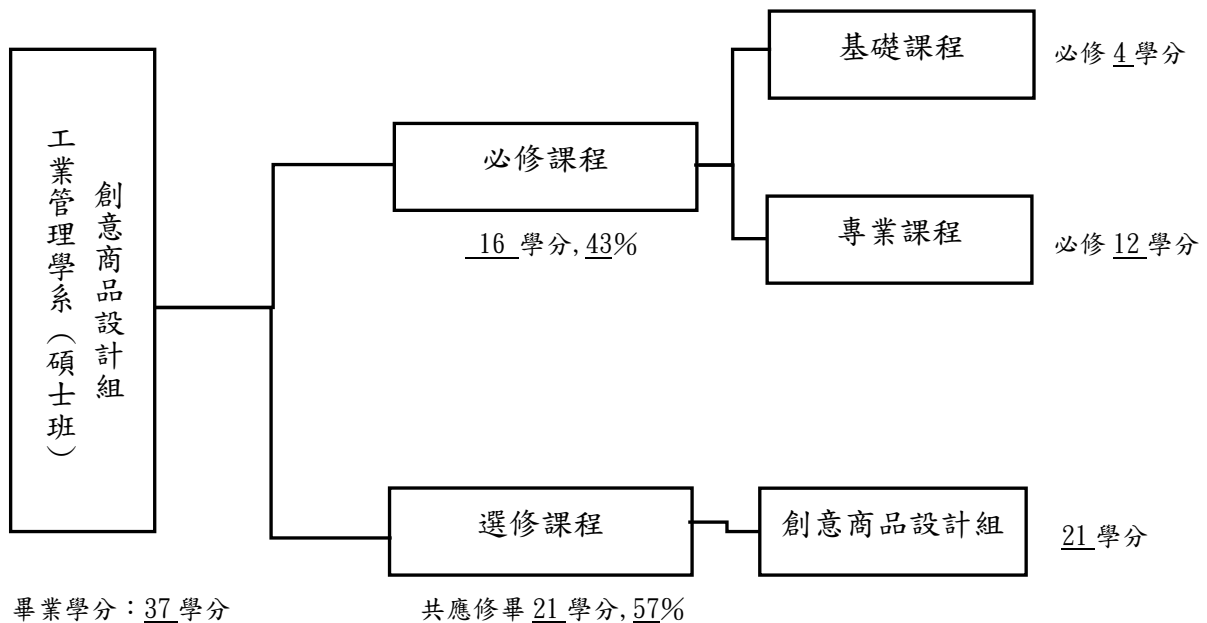 工業管理學系（碩士班）
創意商品設計組
畢業學分：37 學分
必修課程
16 學分, 43%
基礎課程
必修 4 學分
專業課程
必修 12 學分
選修課程
共應修畢 21 學分, 57%
創意商品設計組
21 學分